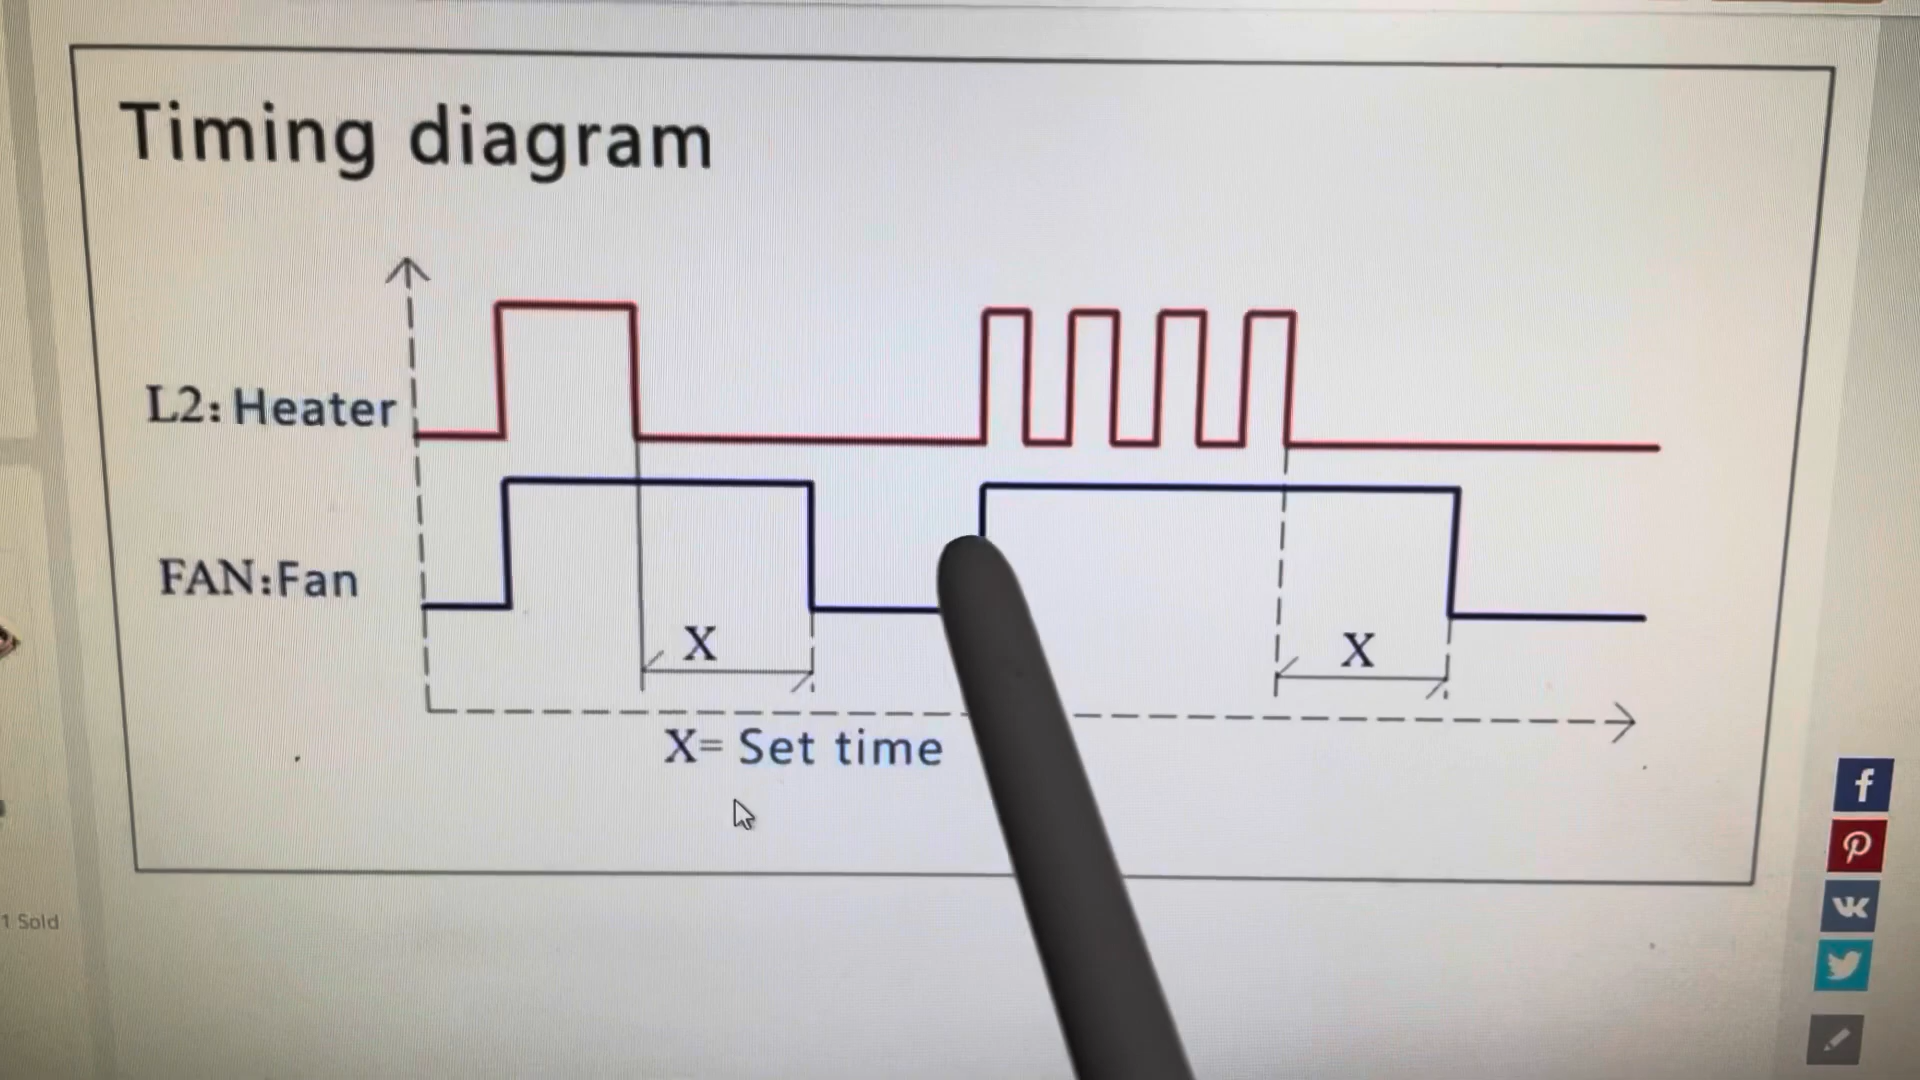 Timing diagram
L2: Heater
FAN:Fan
X
X
X= Set time
1 Sold